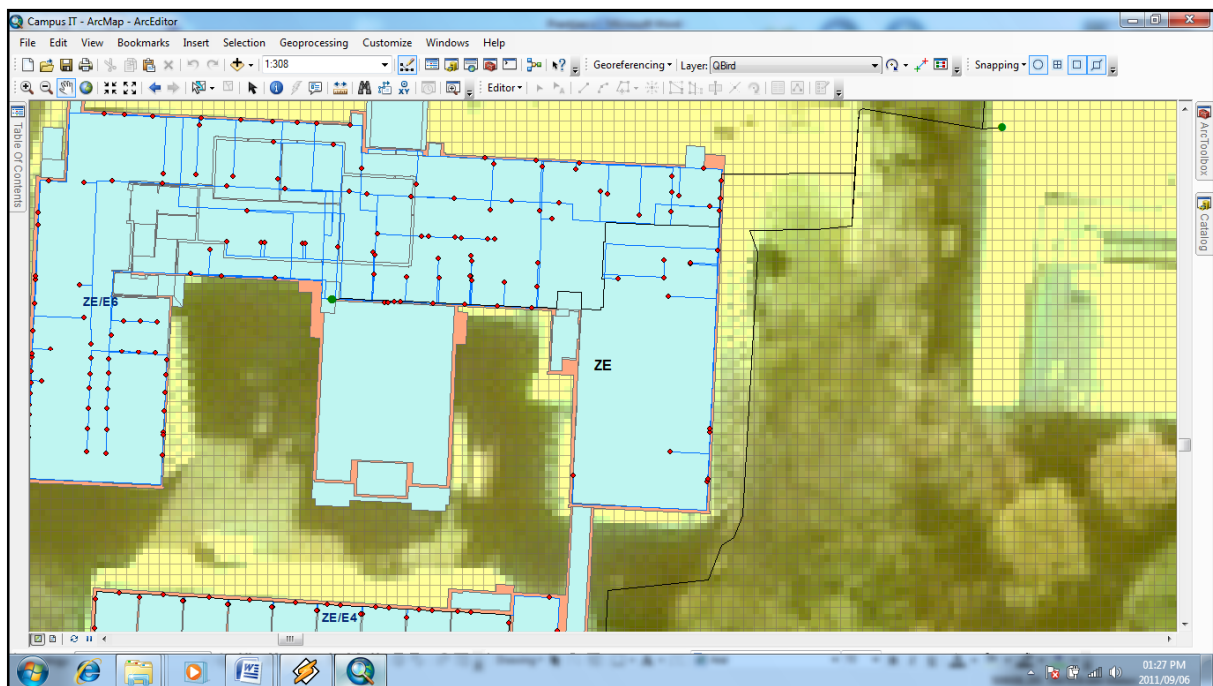 Campus IT - ArcMap - ArcEditor
File Edit View Bookmarks Insert Selection Geoprocessing Customize Windows Help
1:308 Georeferencing Layer: QBird Snapping
Editor
Table Of Contents
ArcToolbox
Catalog
ZE/E6
ZE
ZE/E4
01:27 PM
2011/09/06